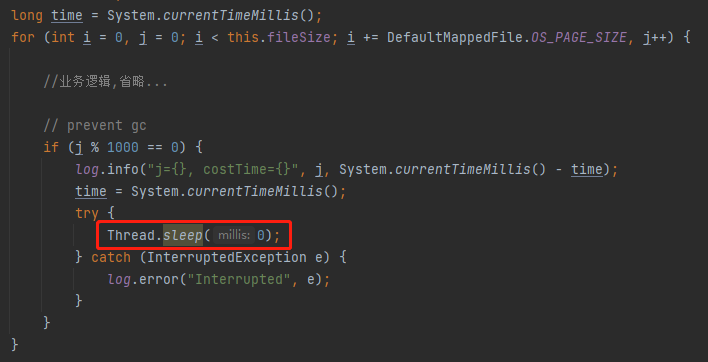 long time = System.currentTimeMillis();
for (int i = 0, j = 0; i < this.fileSize; i += DefaultMappedFile.OS_PAGE_SIZE, j++) {
//业务逻辑,省略...
// prevent gc
if (j % 1000 == 0) {
log.info("j={}, costTime={}", j, System.currentTimeMillis() - time);
time = System.currentTimeMillis();
try {
Thread.sleep( millis: 0);
} catch (InterruptedException e) {
log.error("Interrupted", e);
}
}
}